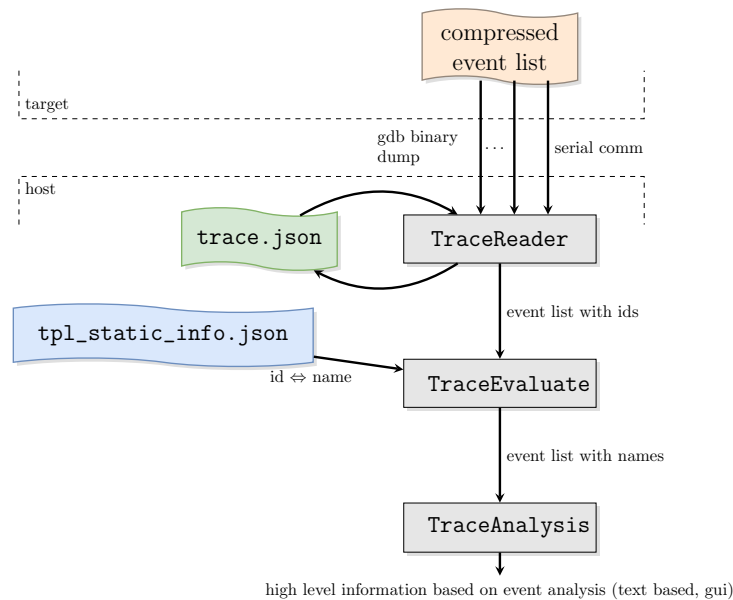 compressed
event list
target
gdb binary
dump
...
serial comm
host
trace.json
TraceReader
event list with ids
tpl_static_info.json
id ⇔ name
TraceEvaluate
event list with names
TraceAnalysis
high level information based on event analysis (text based, gui)